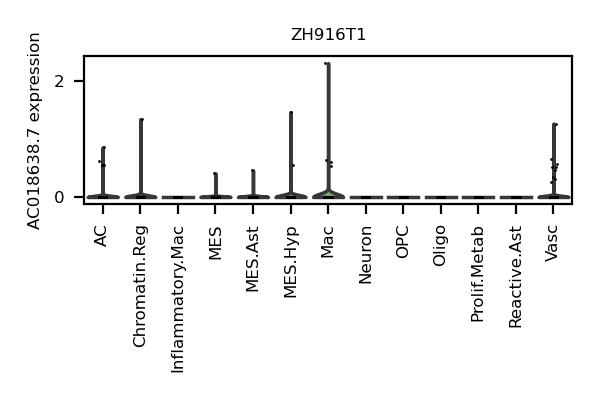 ZH916T1
AC018638.7 expression
2
0
AC
Chromatin.Reg
Inflammatory.Mac
MES
MES.Ast
MES.Hyp
Mac
Neuron
OPC
Oligo
Prolif.Metab
Reactive.Ast
Vasc